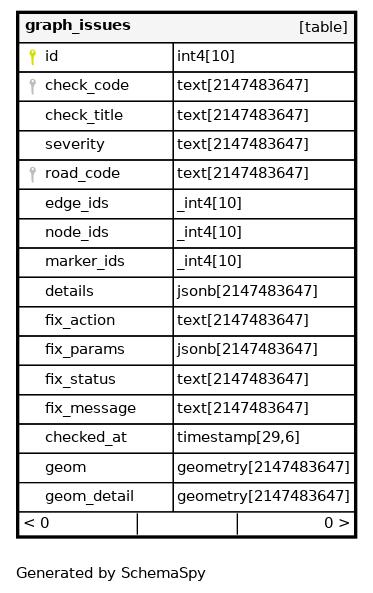 graph_issues [table]
id int4[10]
check_code text[2147483647]
check_title text[2147483647]
severity text[2147483647]
road_code text[2147483647]
edge_ids _int4[10]
node_ids _int4[10]
marker_ids _int4[10]
details jsonb[2147483647]
fix_action text[2147483647]
fix_params jsonb[2147483647]
fix_status text[2147483647]
fix_message text[2147483647]
checked_at timestamp[29,6]
geom geometry[2147483647]
geom_detail geometry[2147483647]
< 0 0 >
Generated by SchemaSpy